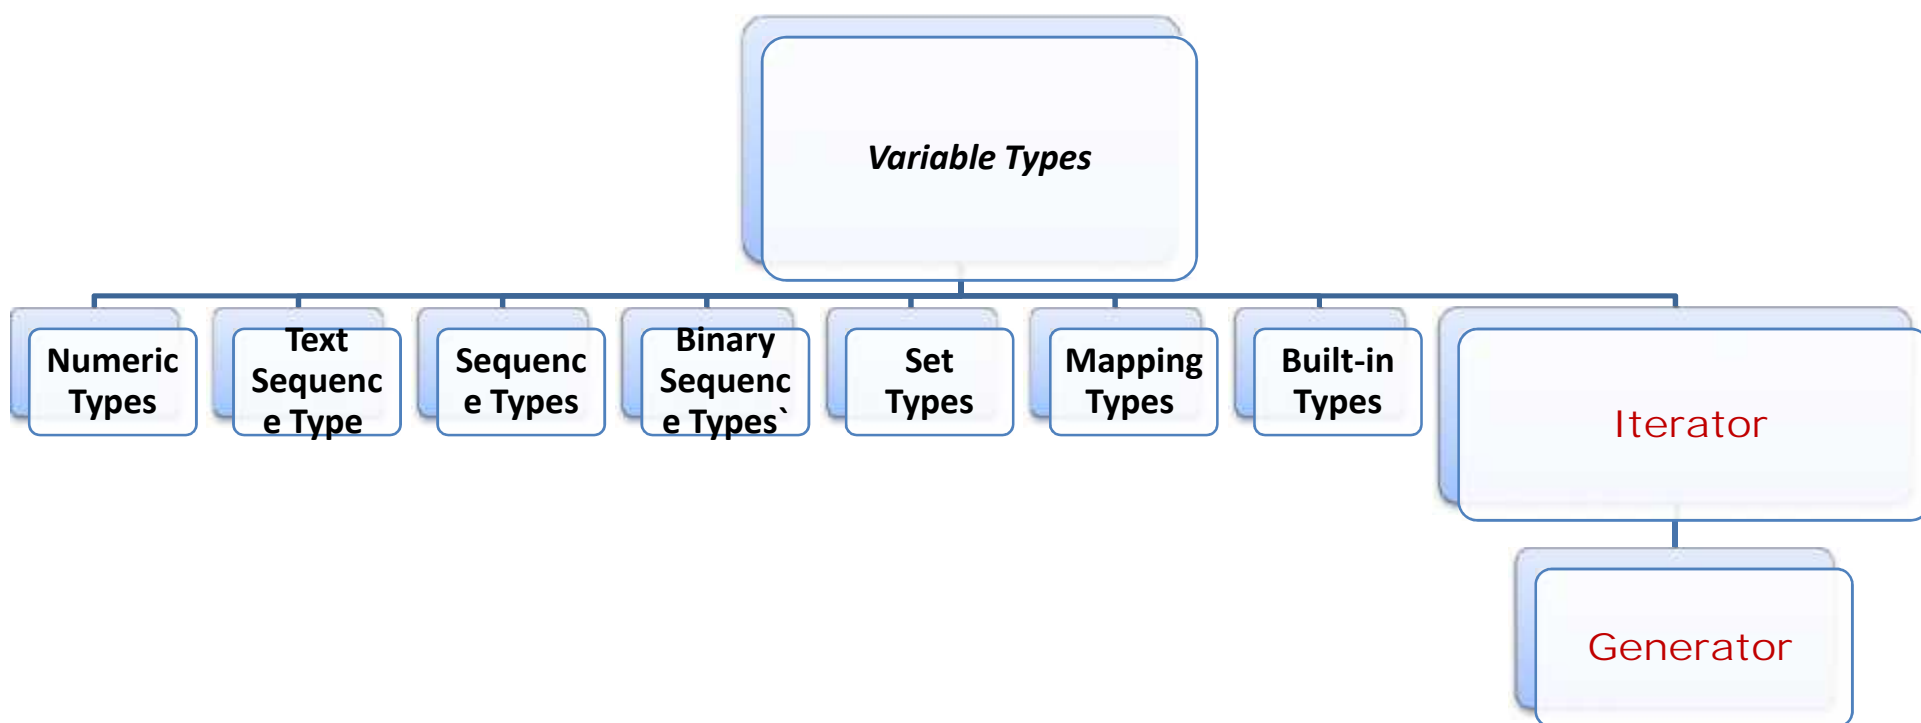 Variable Types
Numeric
Types
Text
Sequenc
e Type
Sequenc
e Types
Binary
Sequenc
e Types`
Set
Types
Mapping
Types
Built-in
Types
Iterator
Generator